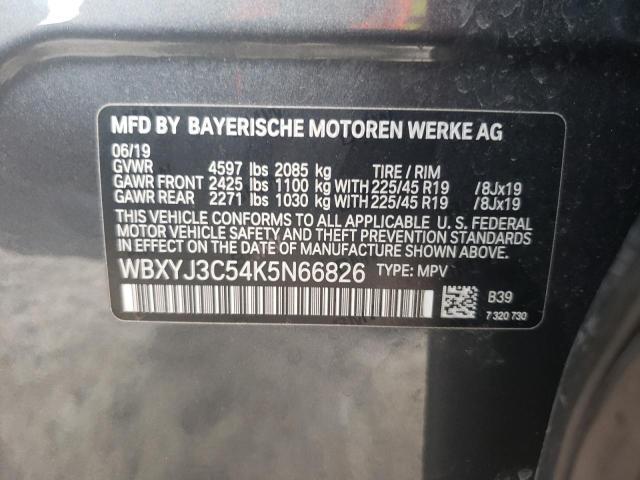 MFD BY BAYERISCHE MOTOREN WERKE AG
06/19
GVWR 4597 lbs 2085 kg TIRE / RIM
GAWR FRONT 2425 lbs 1100 kg WITH 225/45 R19 /8Jx19
GAWR REAR 2271 lbs 1030 kg WITH 225/45 R19 /8Jx19
THIS VEHICLE CONFORMS TO ALL APPLICABLE U. S. FEDERAL
MOTOR VEHICLE SAFETY AND THEFT PREVENTION STANDARDS
IN EFFECT ON THE DATE OF MANUFACTURE SHOWN ABOVE.
WBXYJ3C54K5N66826 TYPE: MPV
B39
7 320 730